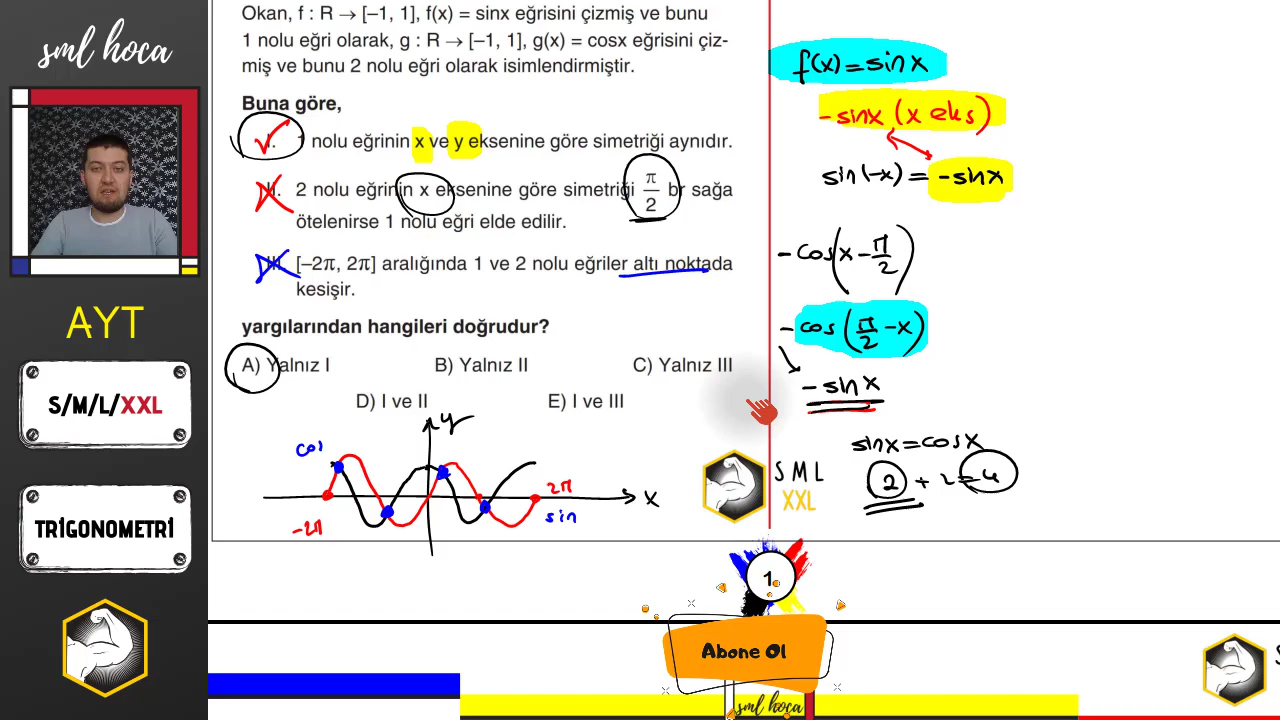 sml hoca
AYT
S/M/L/XXL
TRİGONOMETRİ
Okan, f : R → [–1, 1], f(x) = sinx eğrisini çizmiş ve bunu
1 nolu eğri olarak, g : R → [–1, 1], g(x) = cosx eğrisini çiz-
miş ve bunu 2 nolu eğri olarak isimlendirmiştir.
Buna göre,
I. 1 nolu eğrinin x ve y eksenine göre simetriği aynıdır.
II. 2 nolu eğrinin x eksenine göre simetriği π/2 br sağa
ötelenirse 1 nolu eğri elde edilir.
III. [–2π, 2π] aralığında 1 ve 2 nolu eğriler altı noktada
kesişir.
yargılarından hangileri doğrudur?
A) Yalnız I B) Yalnız II C) Yalnız III
D) I ve II E) I ve III
y
cos
x
2π
sin
-2π
f(x) = sinx
-sinx (x eks)
sin(-x) = -sinx
-cos(x - π/2)
-cos(π/2 - x)
-sinx
sinx = cosx
2 + 2 = 4
SML
XXL
1
Abone Ol
sml hoca
S